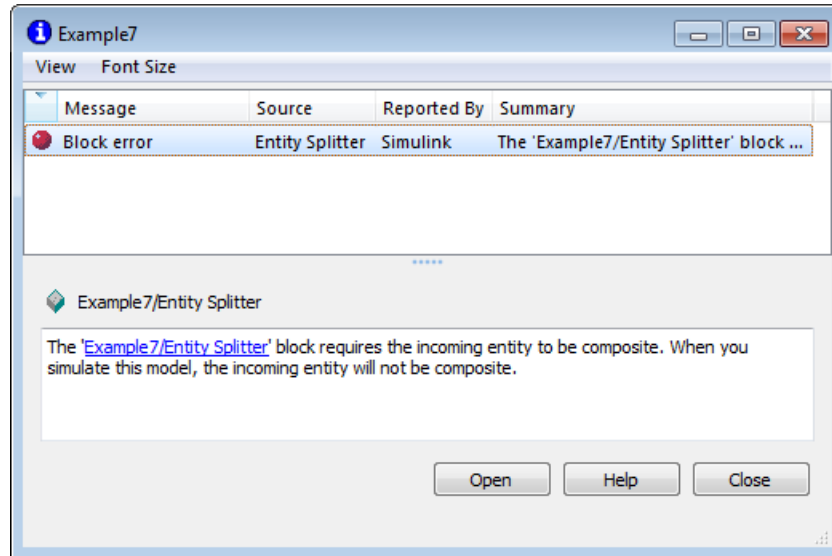 Example7
View Font Size
Message Source Reported By Summary
Block error Entity Splitter Simulink The 'Example7/Entity Splitter' block ...
Example7/Entity Splitter
The 'Example7/Entity Splitter' block requires the incoming entity to be composite. When you
simulate this model, the incoming entity will not be composite.
Open Help Close